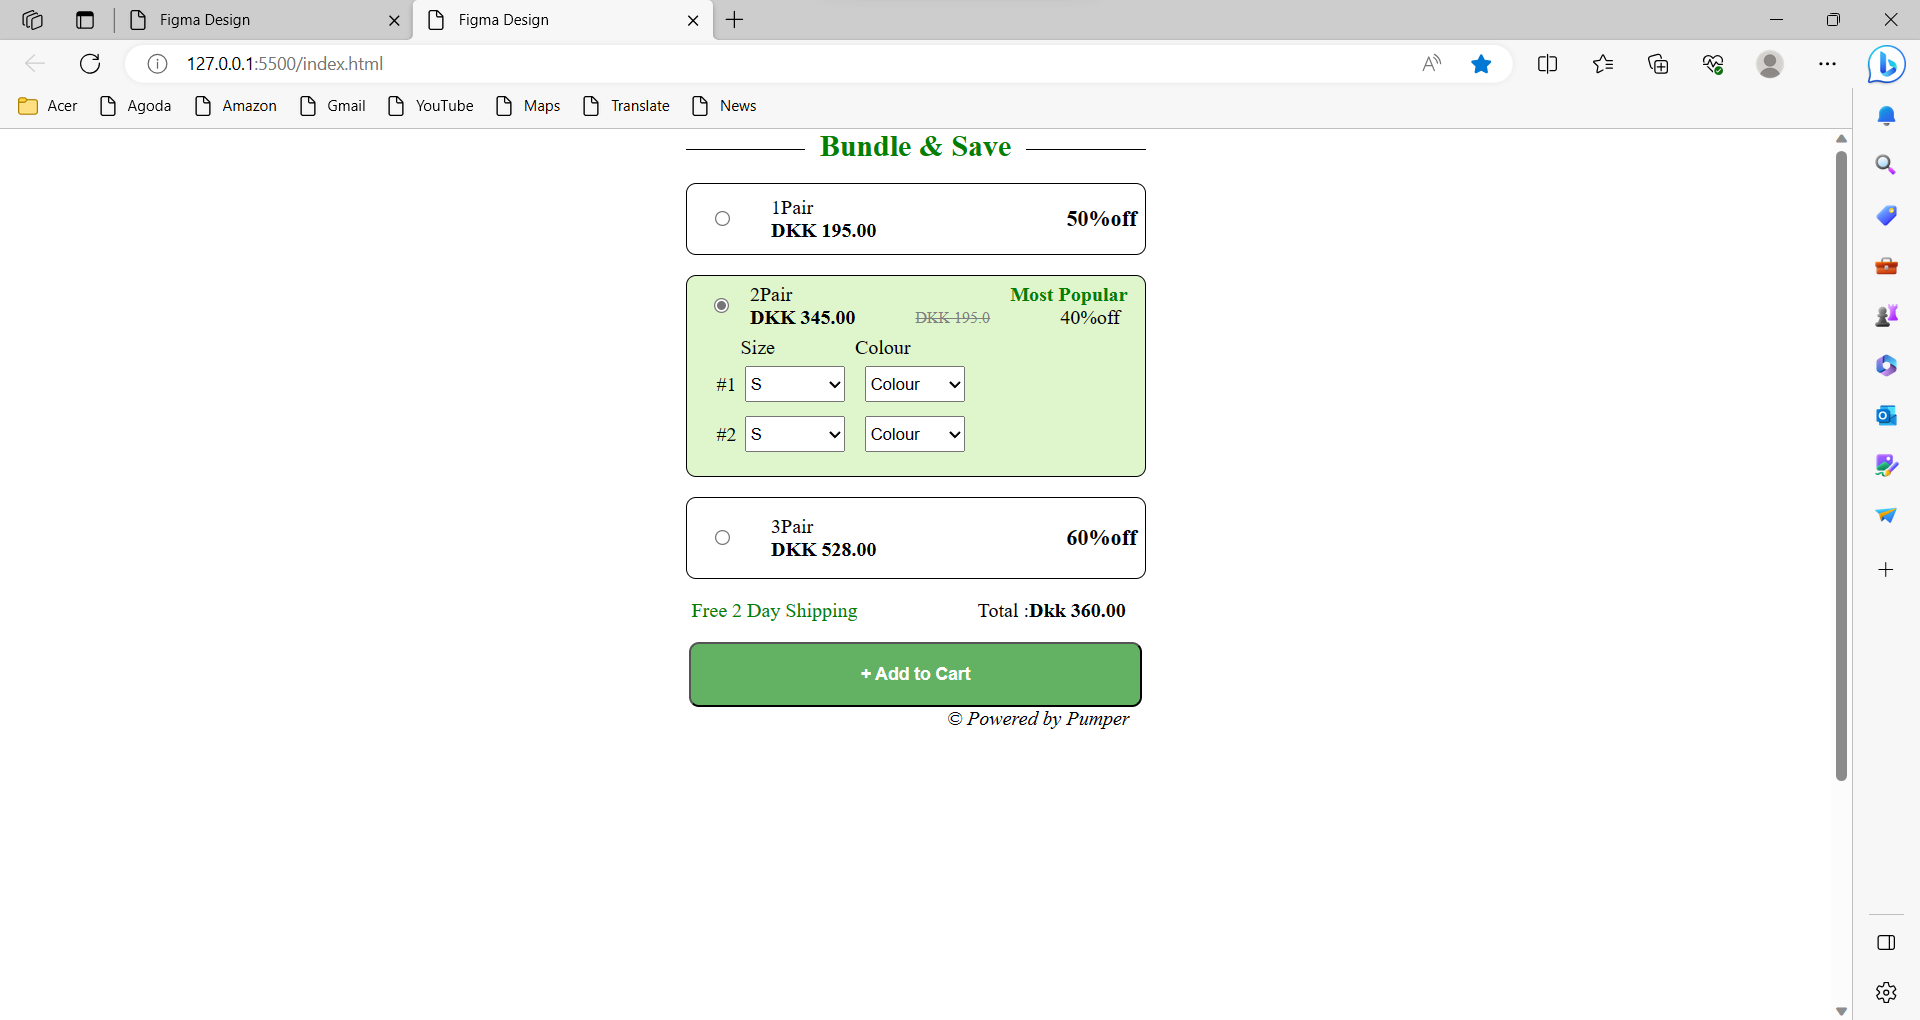 Figma Design
Figma Design
127.0.0.1:5500/index.html
Acer Agoda Amazon Gmail YouTube Maps Translate News
Bundle & Save
1Pair
DKK 195.00
50%off
2Pair
Most Popular
DKK 345.00 DKK 195.0 40%off
Size Colour
#1 S Colour
#2 S Colour
3Pair
DKK 528.00
60%off
Free 2 Day Shipping Total :Dkk 360.00
+ Add to Cart
© Powered by Pumper